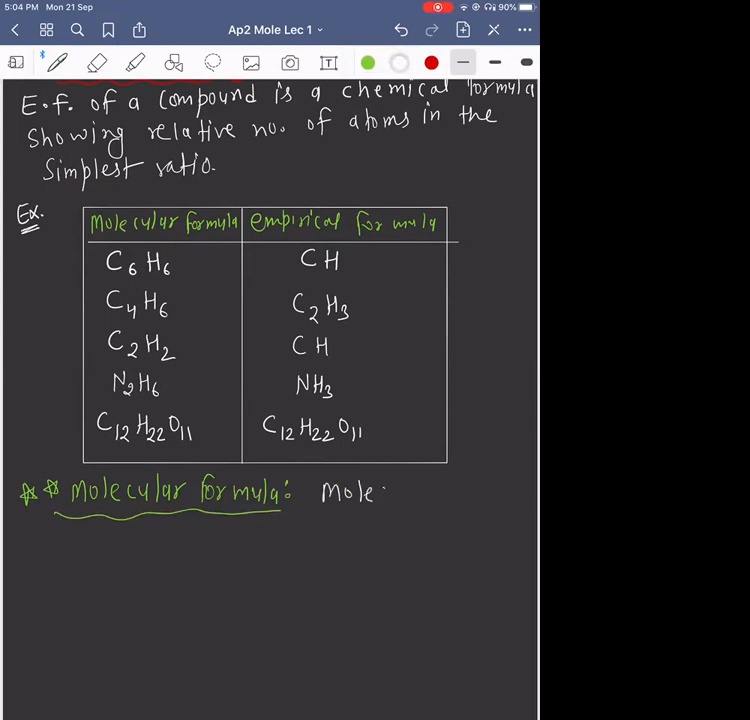 5:04 PM Mon 21 Sep 90%
Ap2 Mole Lec 1
T
E.f. of a compound is a chemical formula
showing relative no. of atoms in the
simplest ratio.
Ex.
Molecular formula empirical formula
C₆H₆ CH
C₄H₆ C₂H₃
C₂H₂ CH
N₂H₆ NH₃
C₁₂H₂₂O₁₁ C₁₂H₂₂O₁₁
Molecular formula: Mole